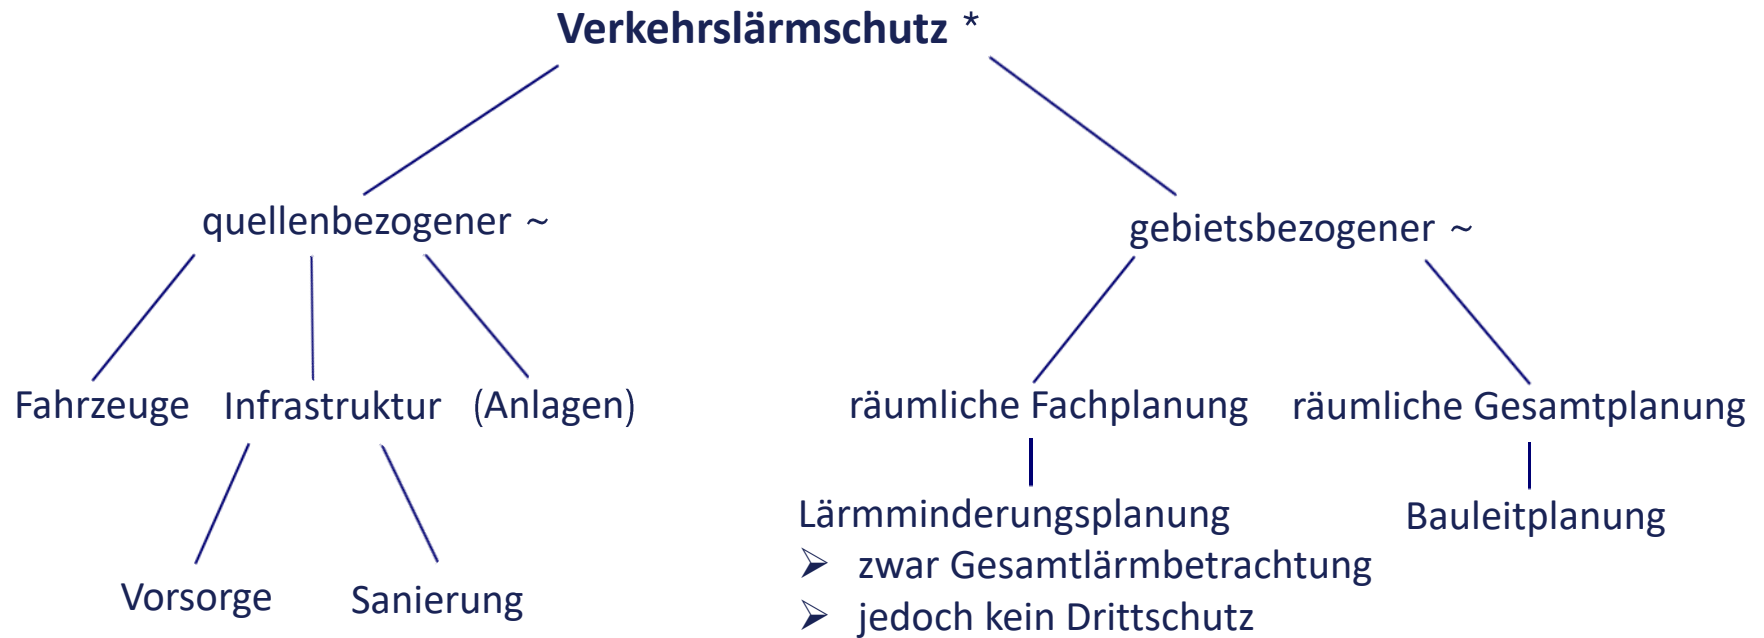 Verkehrslärmschutz *
quellenbezogener ~
gebietsbezogener ~
Fahrzeuge
Infrastruktur
(Anlagen)
räumliche Fachplanung
räumliche Gesamtplanung
Vorsorge
Sanierung
Lärmminderungsplanung
➢ zwar Gesamtlärmbetrachtung
➢ jedoch kein Drittschutz
Bauleitplanung